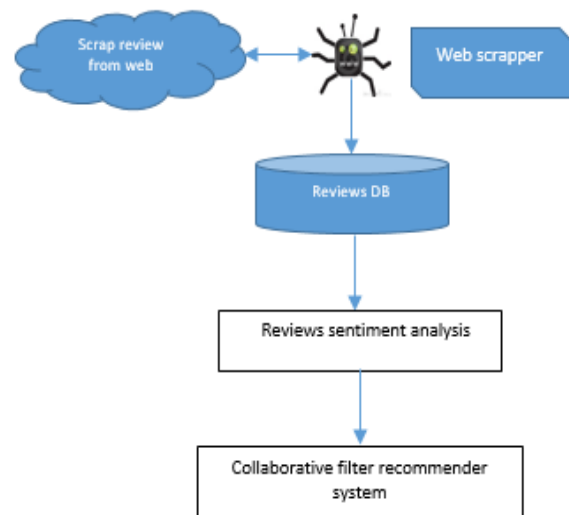 Scrap review
from web
Web scrapper
Reviews DB
Reviews sentiment analysis
Collaborative filter recommender
system